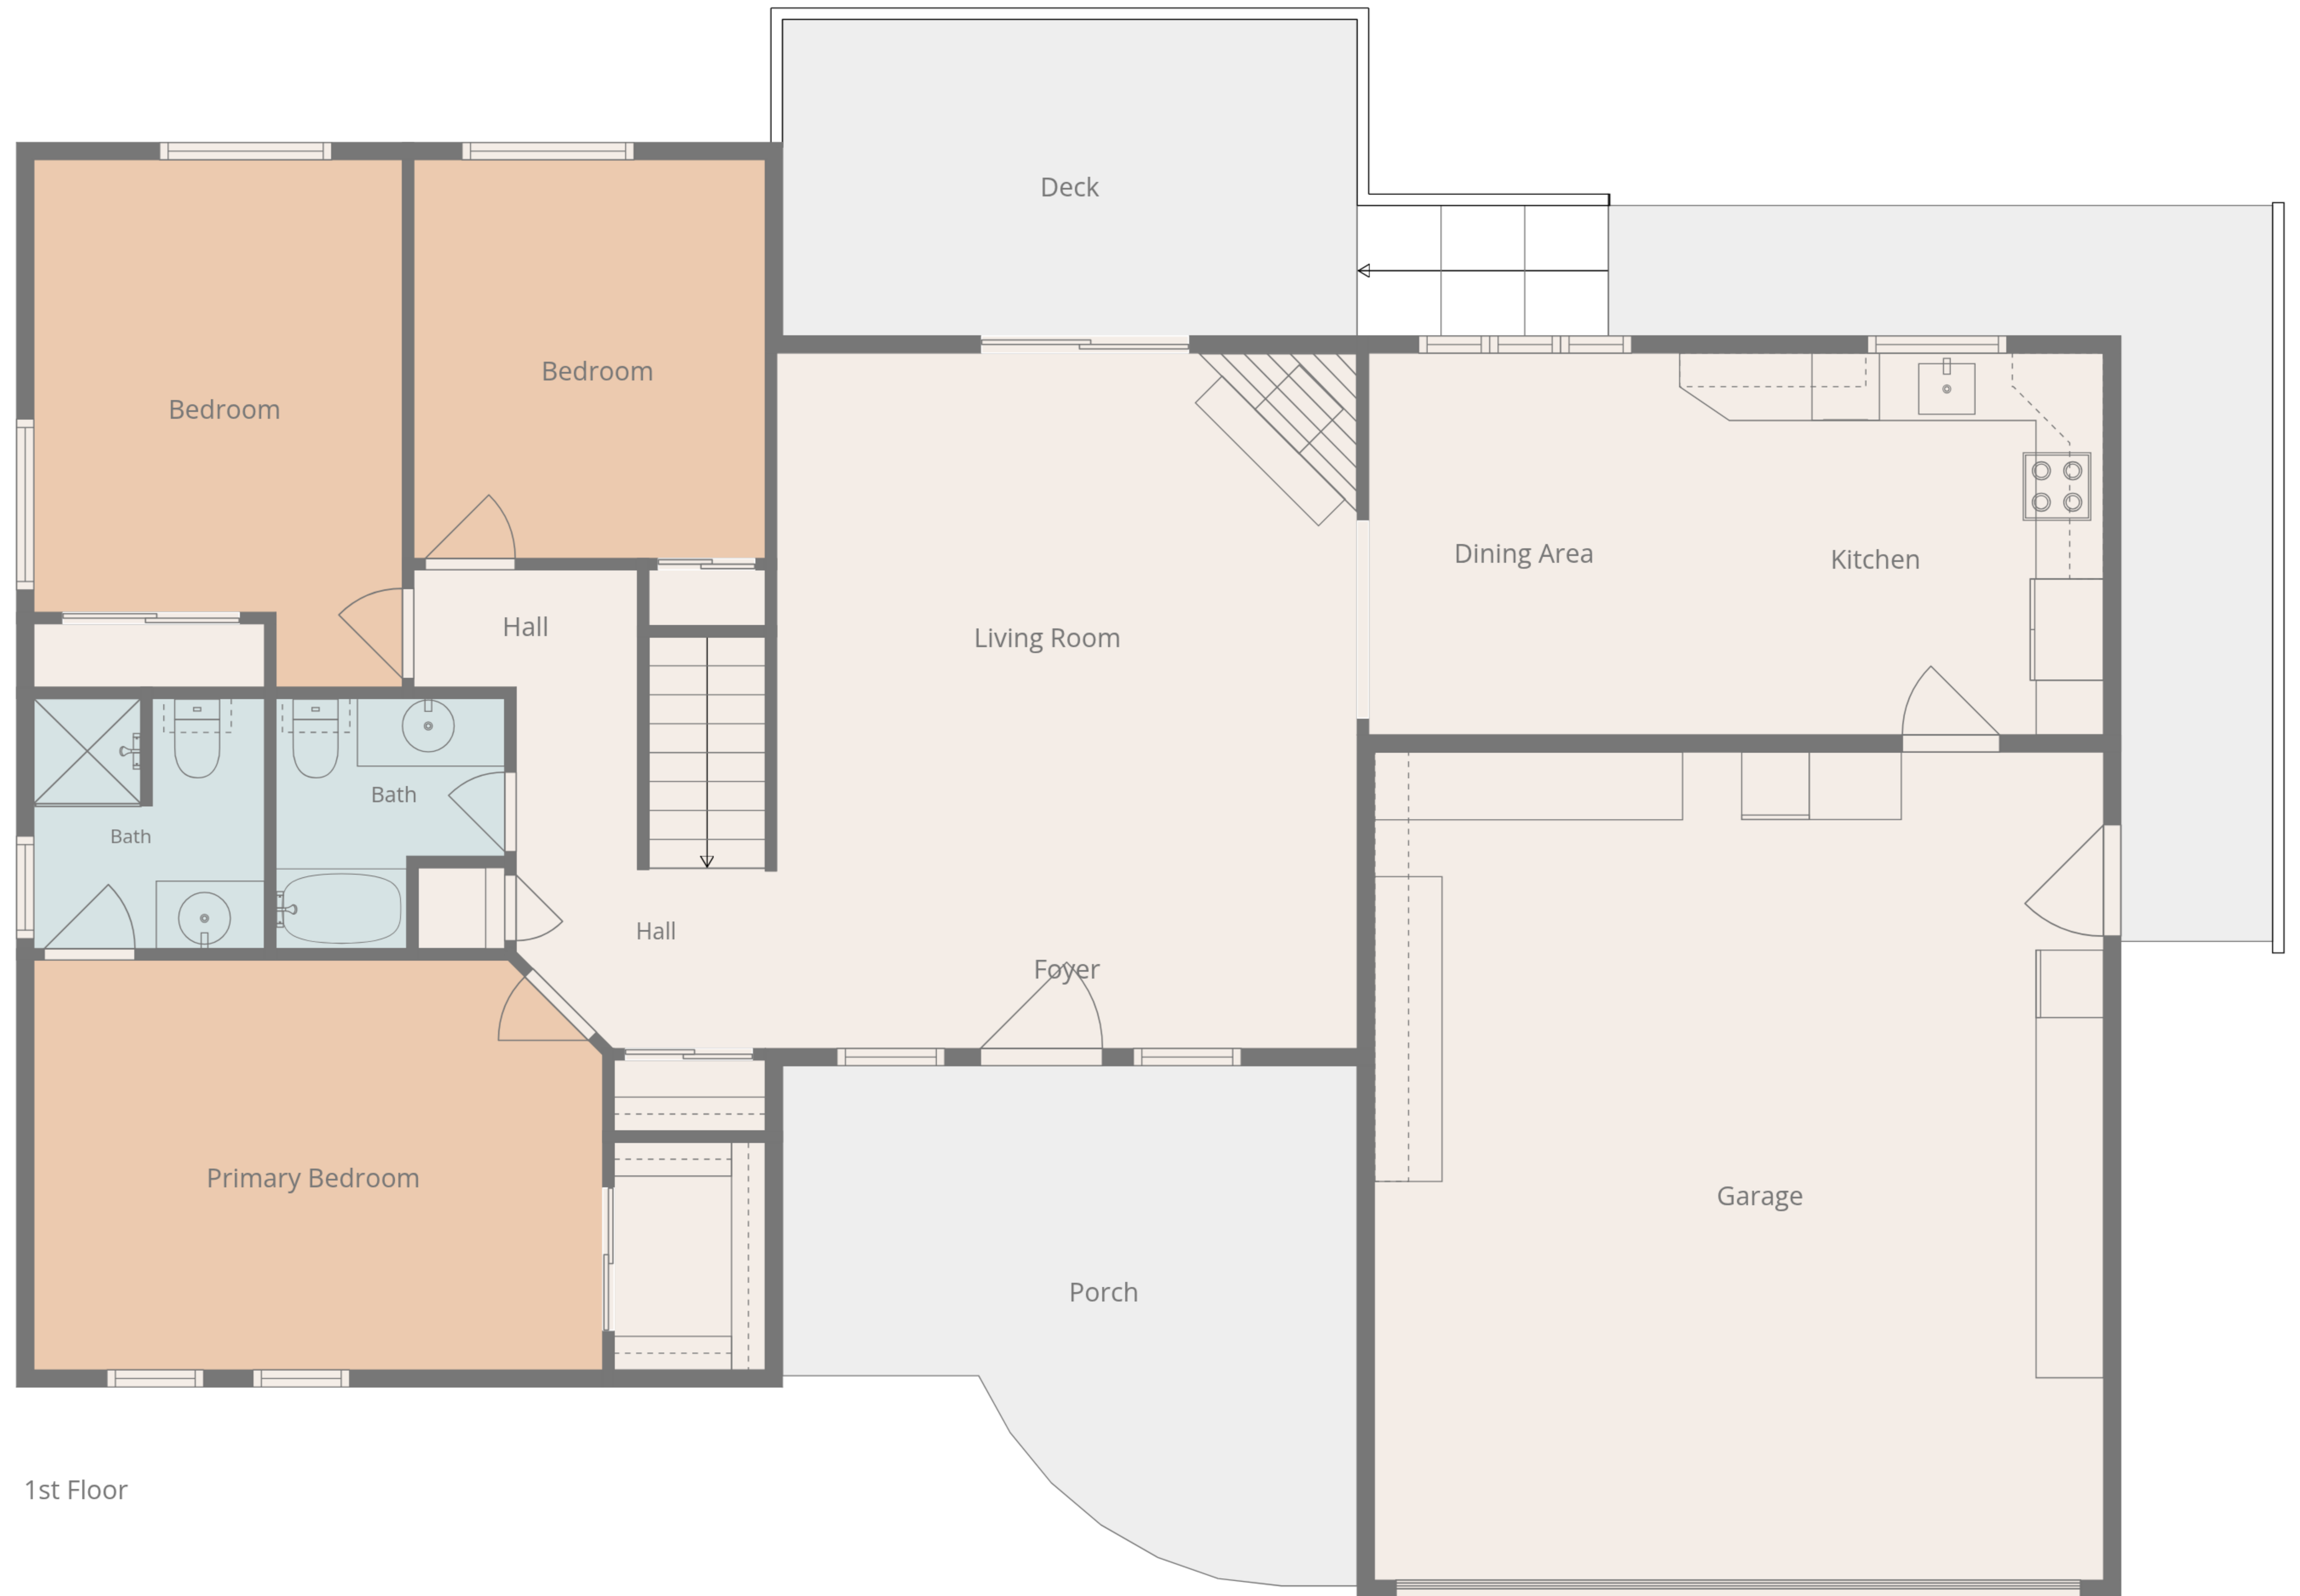 Deck
Bedroom
Bedroom
Dining Area
Kitchen
Hall
Living Room
Bath
Bath
Hall
Foyer
Primary Bedroom
Garage
Porch
1st Floor